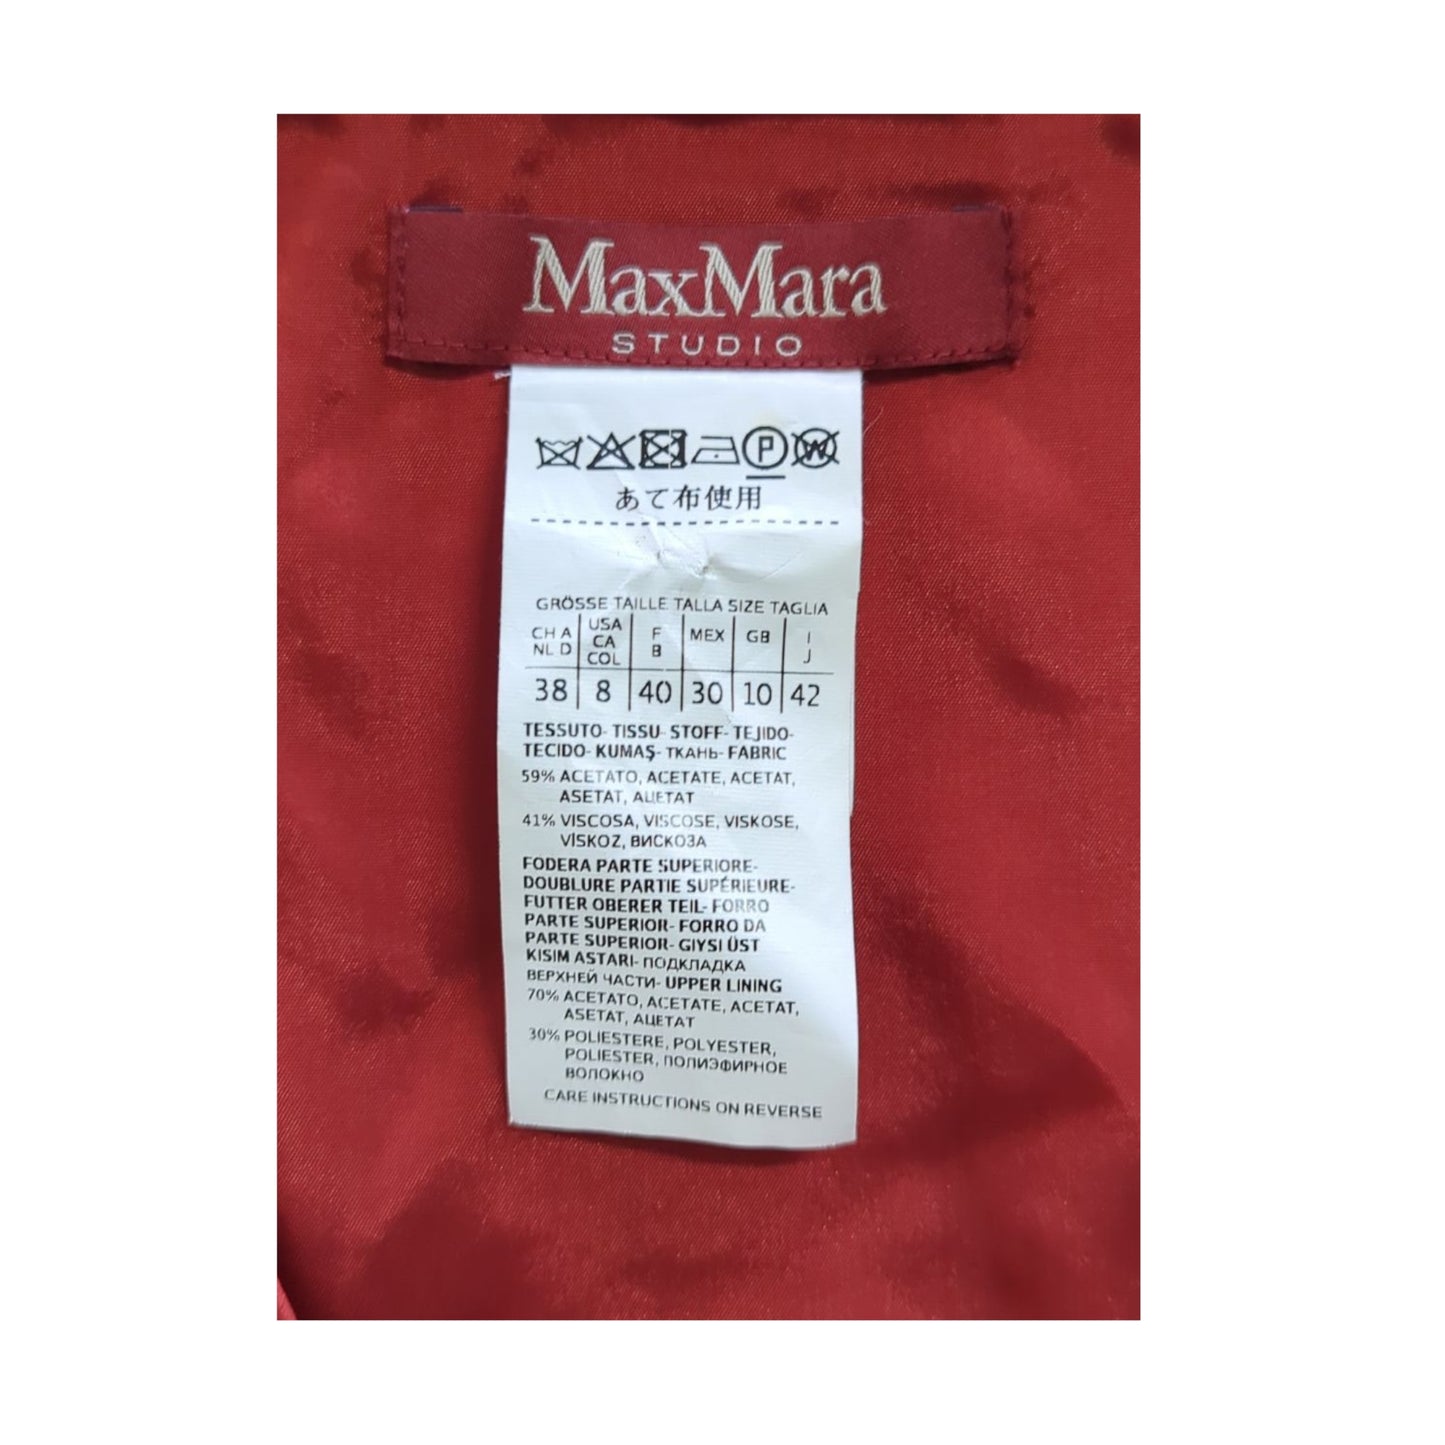 MaxMara
STUDIO
P W
あて布使用
GRÖSSE TAILLE TALLA SIZE TAGLIA
CH A NL D USA CA COL F B MEX GB I J
38 8 40 30 10 42
TESSUTO- TISSU- STOFF- TEJIDO-
TECIDO- KUMAŞ- ТКАНЬ- FABRIC
59% ACETATO, ACETATE, ACETAT,
ASETAT, АЦЕТАТ
41% VISCOSA, VISCOSE, VISKOSE,
VİSKOZ, ВИСКОЗА
FODERA PARTE SUPERIORE-
DOUBLURE PARTIE SUPÉRIEURE-
FUTTER OBERER TEIL- FORRO
PARTE SUPERIOR- FORRO DA
PARTE SUPERIOR- GIYSI ÜST
KISIM ASTARI- ПОДКЛАДКА
ВЕРХНЕЙ ЧАСТИ- UPPER LINING
70% ACETATO, ACETATE, ACETAT,
ASETAT, АЦЕТАТ
30% POLIESTERE, POLYESTER,
POLIESTER, ПОЛИЭФИРНОЕ
ВОЛОКНО
CARE INSTRUCTIONS ON REVERSE